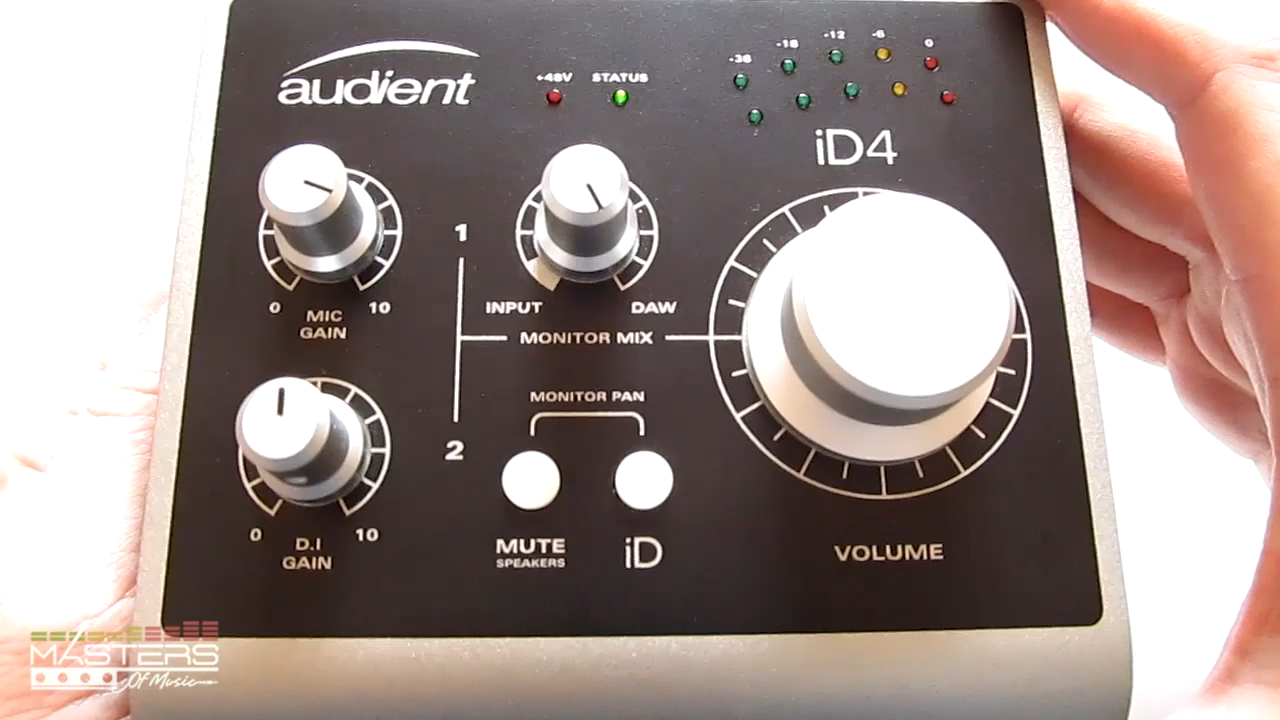 audient
+48V STATUS
-36 -18 -12 -6 0
iD4
1
0 10
MIC
GAIN
INPUT DAW
MONITOR MIX
MONITOR PAN
2
0 10
D.I
GAIN
MUTE
SPEAKERS
iD
VOLUME
MASTERS
Of Music